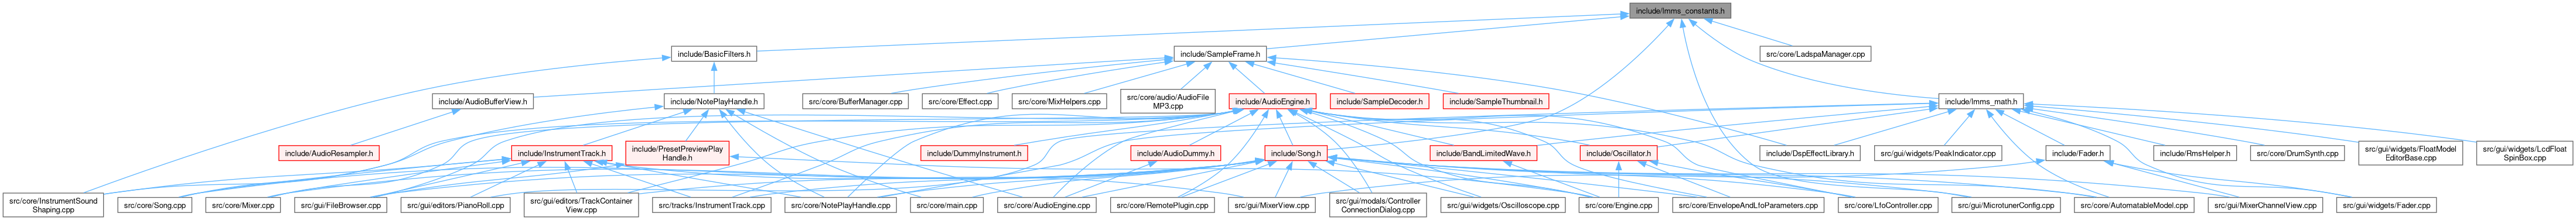 include/lmms_constants.h
include/BasicFilters.h
include/SampleFrame.h
src/core/LadspaManager.cpp
include/AudioBufferView.h
include/NotePlayHandle.h
src/core/BufferManager.cpp
src/core/Effect.cpp
src/core/MixHelpers.cpp
src/core/audio/AudioFile
MP3.cpp
include/AudioEngine.h
include/SampleDecoder.h
include/SampleThumbnail.h
include/lmms_math.h
include/AudioResampler.h
include/InstrumentTrack.h
include/PresetPreviewPlay
Handle.h
include/DummyInstrument.h
include/AudioDummy.h
include/Song.h
include/BandLimitedWave.h
include/Oscillator.h
include/DspEffectLibrary.h
src/gui/widgets/PeakIndicator.cpp
include/Fader.h
include/RmsHelper.h
src/core/DrumSynth.cpp
src/gui/widgets/FloatModel
EditorBase.cpp
src/gui/widgets/LcdFloat
SpinBox.cpp
src/core/InstrumentSound
Shaping.cpp
src/core/Song.cpp
src/core/Mixer.cpp
src/gui/FileBrowser.cpp
src/gui/editors/PianoRoll.cpp
src/gui/editors/TrackContainer
View.cpp
src/tracks/InstrumentTrack.cpp
src/core/NotePlayHandle.cpp
src/core/main.cpp
src/core/AudioEngine.cpp
src/core/RemotePlugin.cpp
src/gui/MixerView.cpp
src/gui/modals/Controller
ConnectionDialog.cpp
src/gui/widgets/Oscilloscope.cpp
src/core/Engine.cpp
src/core/EnvelopeAndLfoParameters.cpp
src/core/LfoController.cpp
src/gui/MicrotunerConfig.cpp
src/core/AutomatableModel.cpp
src/gui/MixerChannelView.cpp
src/gui/widgets/Fader.cpp